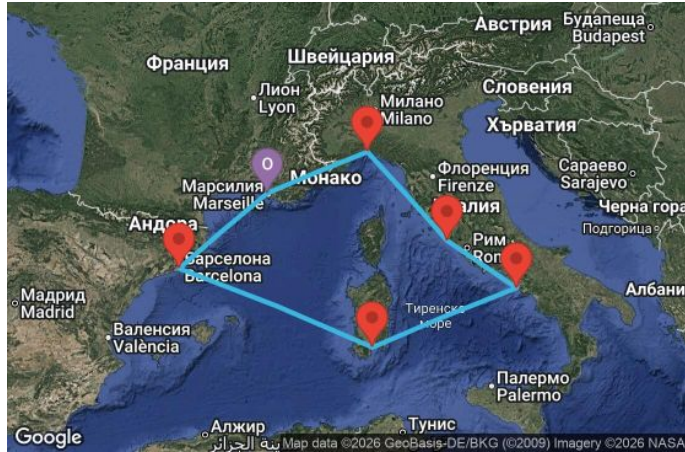 Австрия
Будапеща
Budapest
Франция
Швейцария
Лион
Lyon
Милано
Milano
Словения
Хърватия
О
Марсилия
Marseille
Монако
Флоренция
Firenze
Сараево
Sarajevo
Черна гора
Подгорица
Андора
Барселона
Barcelona
Рим
Мадрид
Madrid
Тиренско
море
Валенсия
València
Палермо
Palermo
Алжир
Тунис
Google
Map data ©2026 GeoBasis-DE/BKG (©2009) Imagery ©2026 NASA